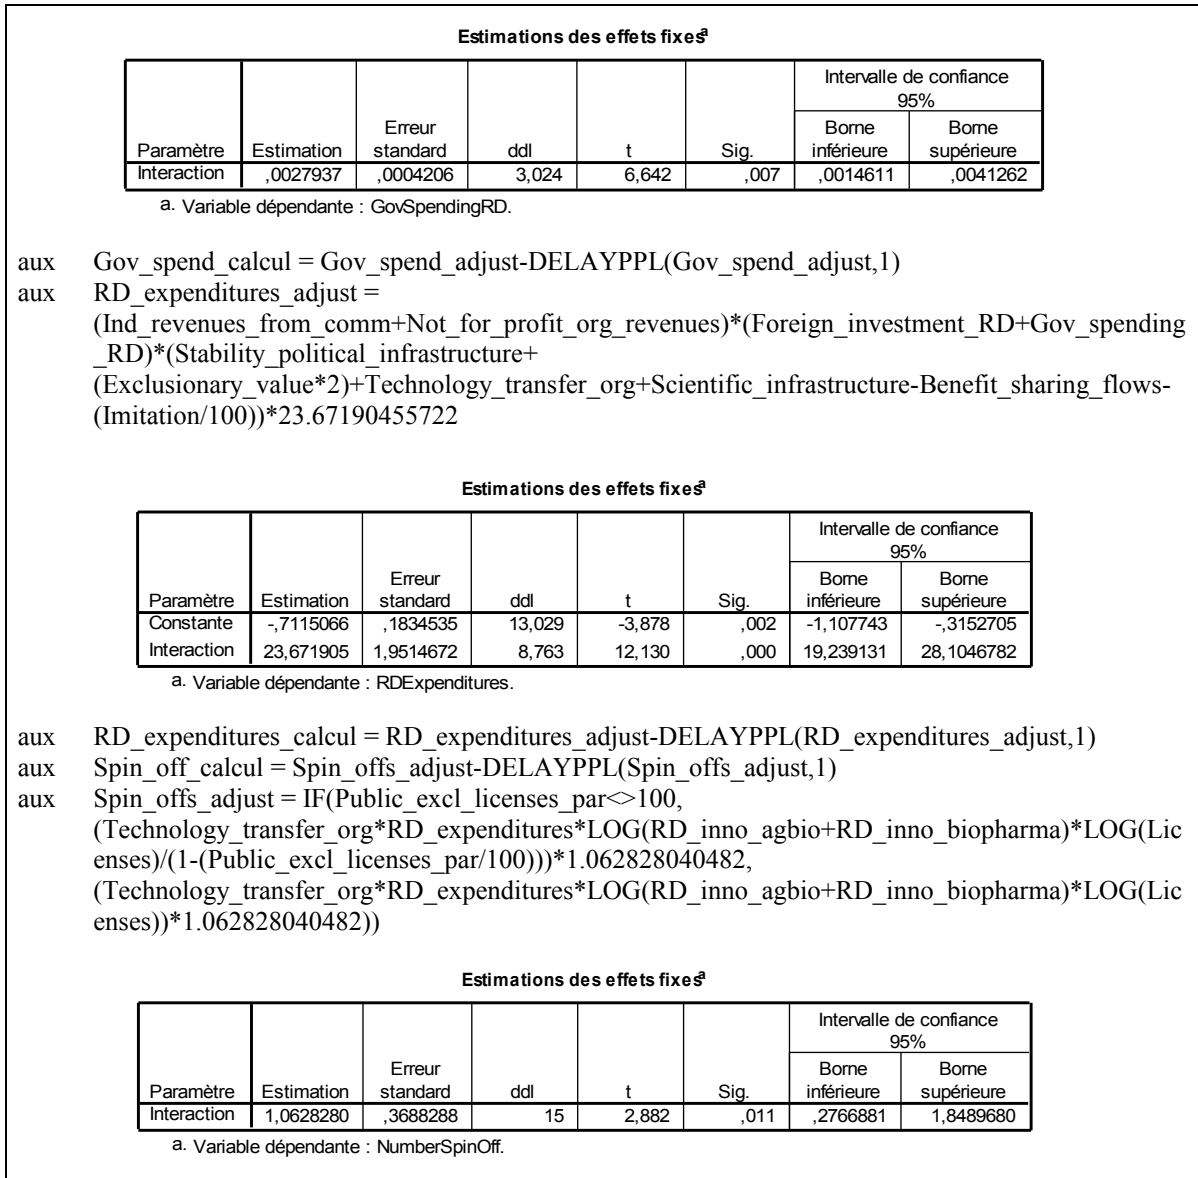 Estimations des effets fixesa
Intervalle de confiance
95%
Erreur Borne Borne
Paramètre Estimation standard ddl t Sig. inférieure supérieure
Interaction ,0027937 ,0004206 3,024 6,642 ,007 ,0014611 ,0041262
a. Variable dépendante : GovSpendingRD.
aux Gov_spend_calcul = Gov_spend_adjust-DELAYPPL(Gov_spend_adjust,1)
aux RD_expenditures_adjust =
(Ind_revenues_from_comm+Not_for_profit_org_revenues)*(Foreign_investment_RD+Gov_spending
_RD)*(Stability_political_infrastructure+
(Exclusionary_value*2)+Technology_transfer_org+Scientific_infrastructure-Benefit_sharing_flows-
(Imitation/100))*23.67190455722
Estimations des effets fixesa
Intervalle de confiance
95%
Erreur Borne Borne
Paramètre Estimation standard ddl t Sig. inférieure supérieure
Constante -,7115066 ,1834535 13,029 -3,878 ,002 -1,107743 -,3152705
Interaction 23,671905 1,9514672 8,763 12,130 ,000 19,239131 28,1046782
a. Variable dépendante : RDExpenditures.
aux RD_expenditures_calcul = RD_expenditures_adjust-DELAYPPL(RD_expenditures_adjust,1)
aux Spin_off_calcul = Spin_offs_adjust-DELAYPPL(Spin_offs_adjust,1)
aux Spin_offs_adjust = IF(Public_excl_licenses_par<>100,
(Technology_transfer_org*RD_expenditures*LOG(RD_inno_agbio+RD_inno_biopharma)*LOG(Lic
enses)/(1-(Public_excl_licenses_par/100)))*1.062828040482,
(Technology_transfer_org*RD_expenditures*LOG(RD_inno_agbio+RD_inno_biopharma)*LOG(Lic
enses))*1.062828040482))
Estimations des effets fixesa
Intervalle de confiance
95%
Erreur Borne Borne
Paramètre Estimation standard ddl t Sig. inférieure supérieure
Interaction 1,0628280 ,3688288 15 2,882 ,011 ,2766881 1,8489680
a. Variable dépendante : NumberSpinOff.